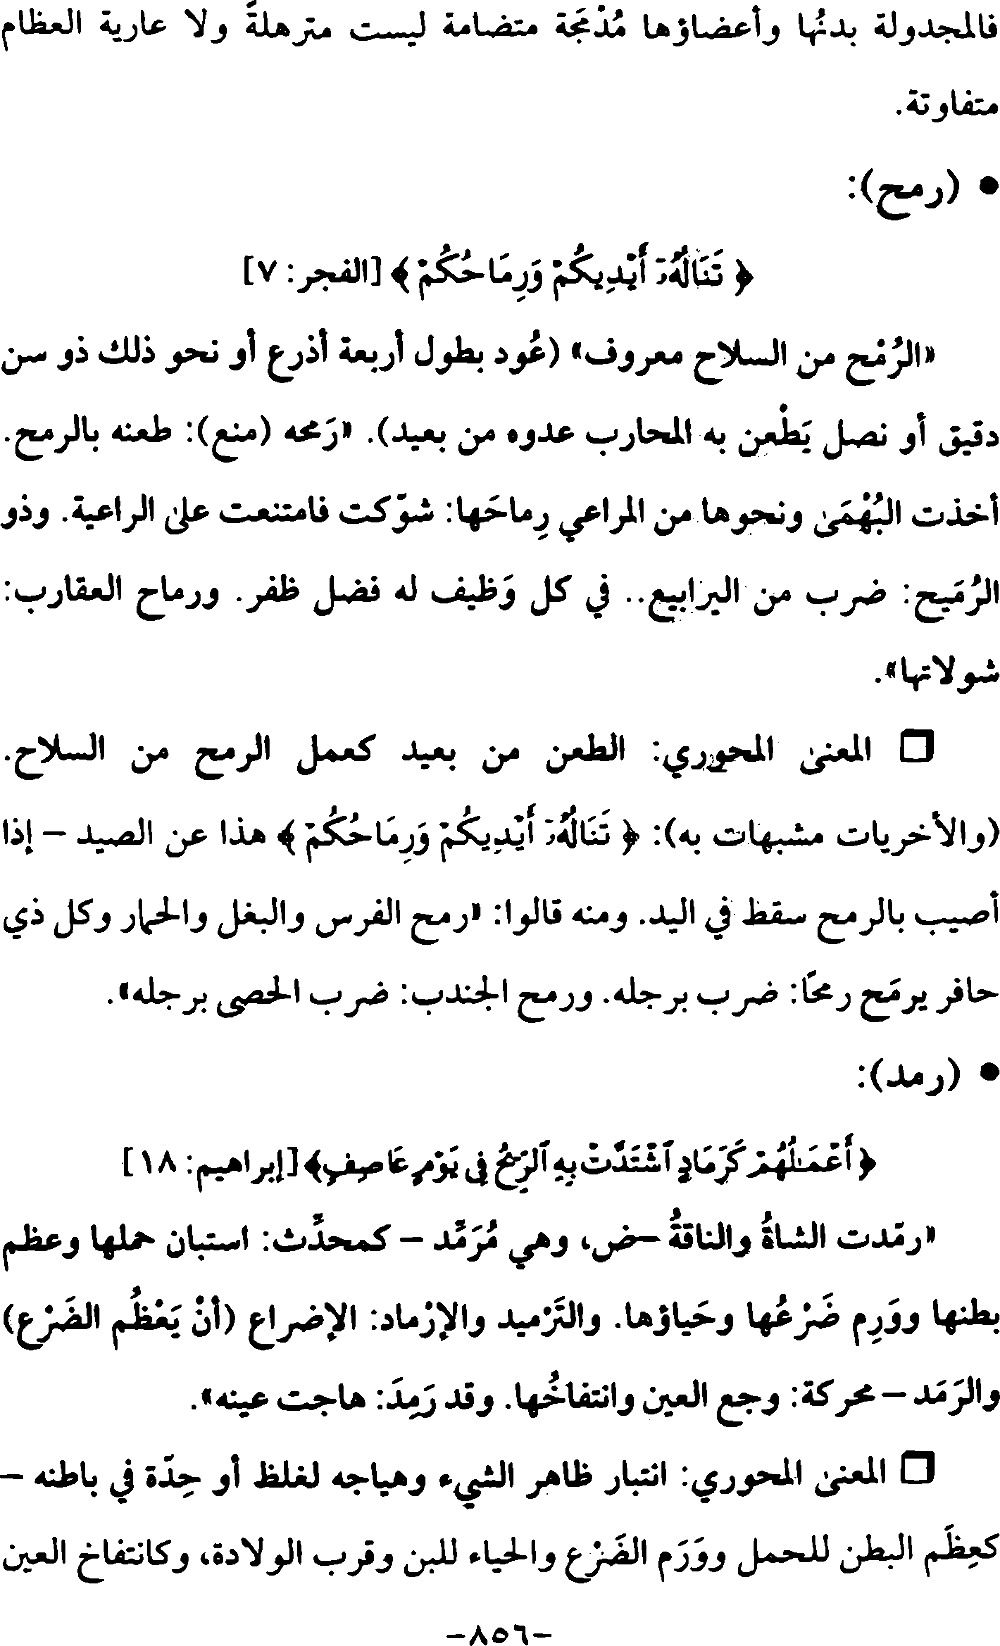 فالمجدولة بدنُها وأعضاؤها مُدْمَجَة متضامة ليست مترهلةً ولا عارية العظام
متفاوتة.
● (رمح):
﴿ تَنَالُهُۥٓ أَيْدِيكُمْ وَرِمَاحُكُمْ ﴾ [الفجر: ٧]
«الرُمْح من السلاح معروف» (عُود بطول أربعة أذرع أو نحو ذلك ذو سن
دقيق أو نصل يَطْعن به المحارب عدوه من بعيد). «رَمحه (منع): طعنه بالرمح.
أخذت البُهْمَىٰ ونحوها من المراعي رِماحَها: شوّكت فامتنعت علىٰ الراعية. وذو
الرُمَيح: ضرب من اليرابيع.. في كل وَظيف له فضل ظفر. ورماح العقارب:
شولاتها».
❑ المعنىٰ المحوري: الطعن من بعيد كعمل الرمح من السلاح.
(والأخريات مشبهات به): ﴿ تَنَالُهُۥٓ أَيْدِيكُمْ وَرِمَاحُكُمْ ﴾ هذا عن الصيد – إذا
أصيب بالرمح سقط في اليد. ومنه قالوا: «رمح الفرس والبغل والحمار وكل ذي
حافر يرمَح رمحًا: ضرب برجله. ورمح الجندب: ضرب الحصى برجله».
● (رمد):
﴿ أَعْمَـٰلُهُمْ كَرَمَادٍ ٱشْتَدَّتْ بِهِ ٱلرِّيحُ فِى يَوْمٍ عَاصِفٍ ﴾ [إبراهيم: ١٨]
«رمّدت الشاةُ والناقةُ –ض، وهي مُرَمِّد – كمحدِّث: استبان حملها وعظم
بطنها ووَرِم ضَرْعُها وحَياؤها. والتَرْميد والإرْماد: الإضراع (أنْ يَعْظُم الضَرْع)
والرَمَد – محركة: وجع العين وانتفاخُها. وقد رَمِدَ: هاجت عينه».
❑ المعنىٰ المحوري: انتبار ظاهر الشيء وهياجه لغلظ أو حِدّة في باطنه –
كعِظَم البطن للحمل ووَرَم الضَرْع والحياء للبن وقرب الولادة، وكانتفاخ العين
–٨٥٦–